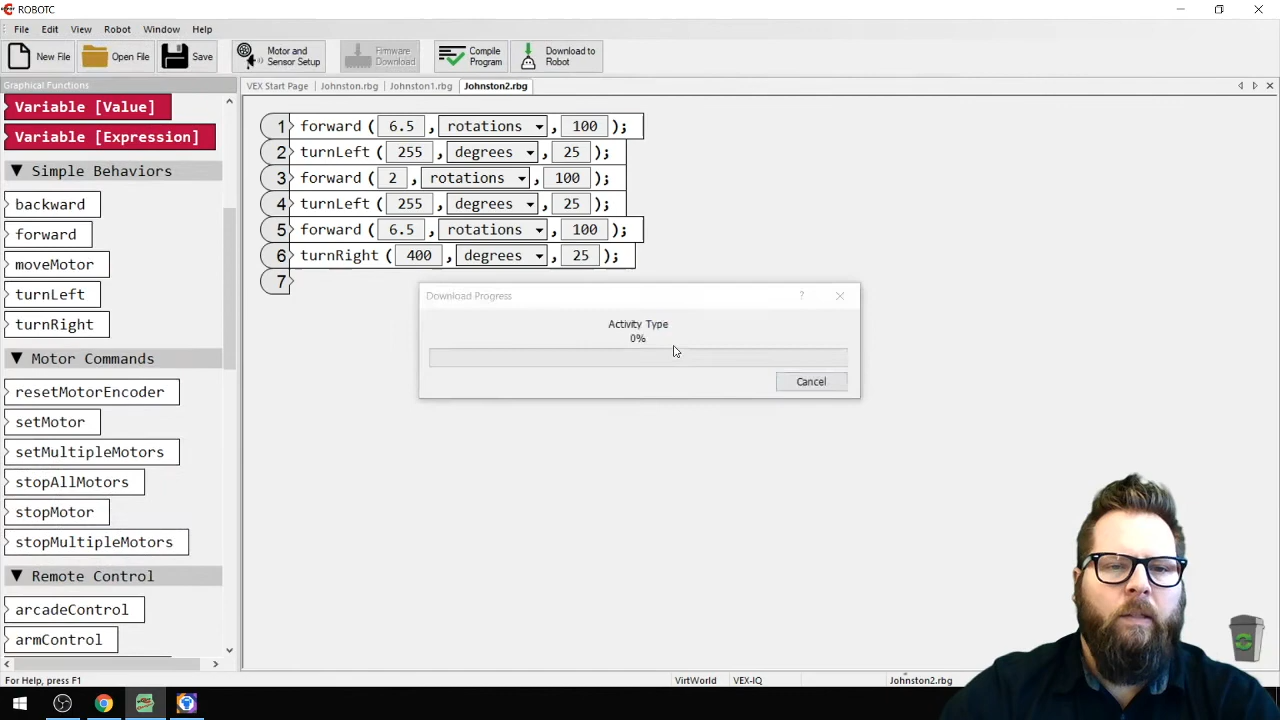 ROBOTC
File Edit View Robot Window Help
New File Open File Save Motor and Sensor Setup Firmware Download Compile Program Download to Robot
Graphical Functions
VEX Start Page Johnston.rbg Johnston1.rbg Johnston2.rbg
Variable [Value]
Variable [Expression]
Simple Behaviors
backward
forward
moveMotor
turnLeft
turnRight
Motor Commands
resetMotorEncoder
setMotor
setMultipleMotors
stopAllMotors
stopMotor
stopMultipleMotors
Remote Control
arcadeControl
armControl
1 forward ( 6.5 , rotations , 100 );
2 turnLeft ( 255 , degrees , 25 );
3 forward ( 2 , rotations , 100 );
4 turnLeft ( 255 , degrees , 25 );
5 forward ( 6.5 , rotations , 100 );
6 turnRight ( 400 , degrees , 25 );
7
Download Progress ?
Activity Type
0%
Cancel
For Help, press F1 VirtWorld VEX-IQ Johnston2.rbg